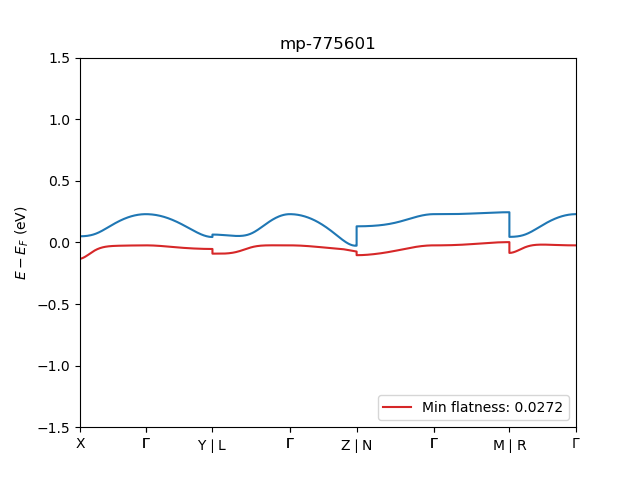 mp-775601
E − E_F (eV)
1.5
1.0
0.5
0.0
−0.5
−1.0
−1.5
Min flatness: 0.0272
X Γ Y | L Γ Z | N Γ M | R Γ